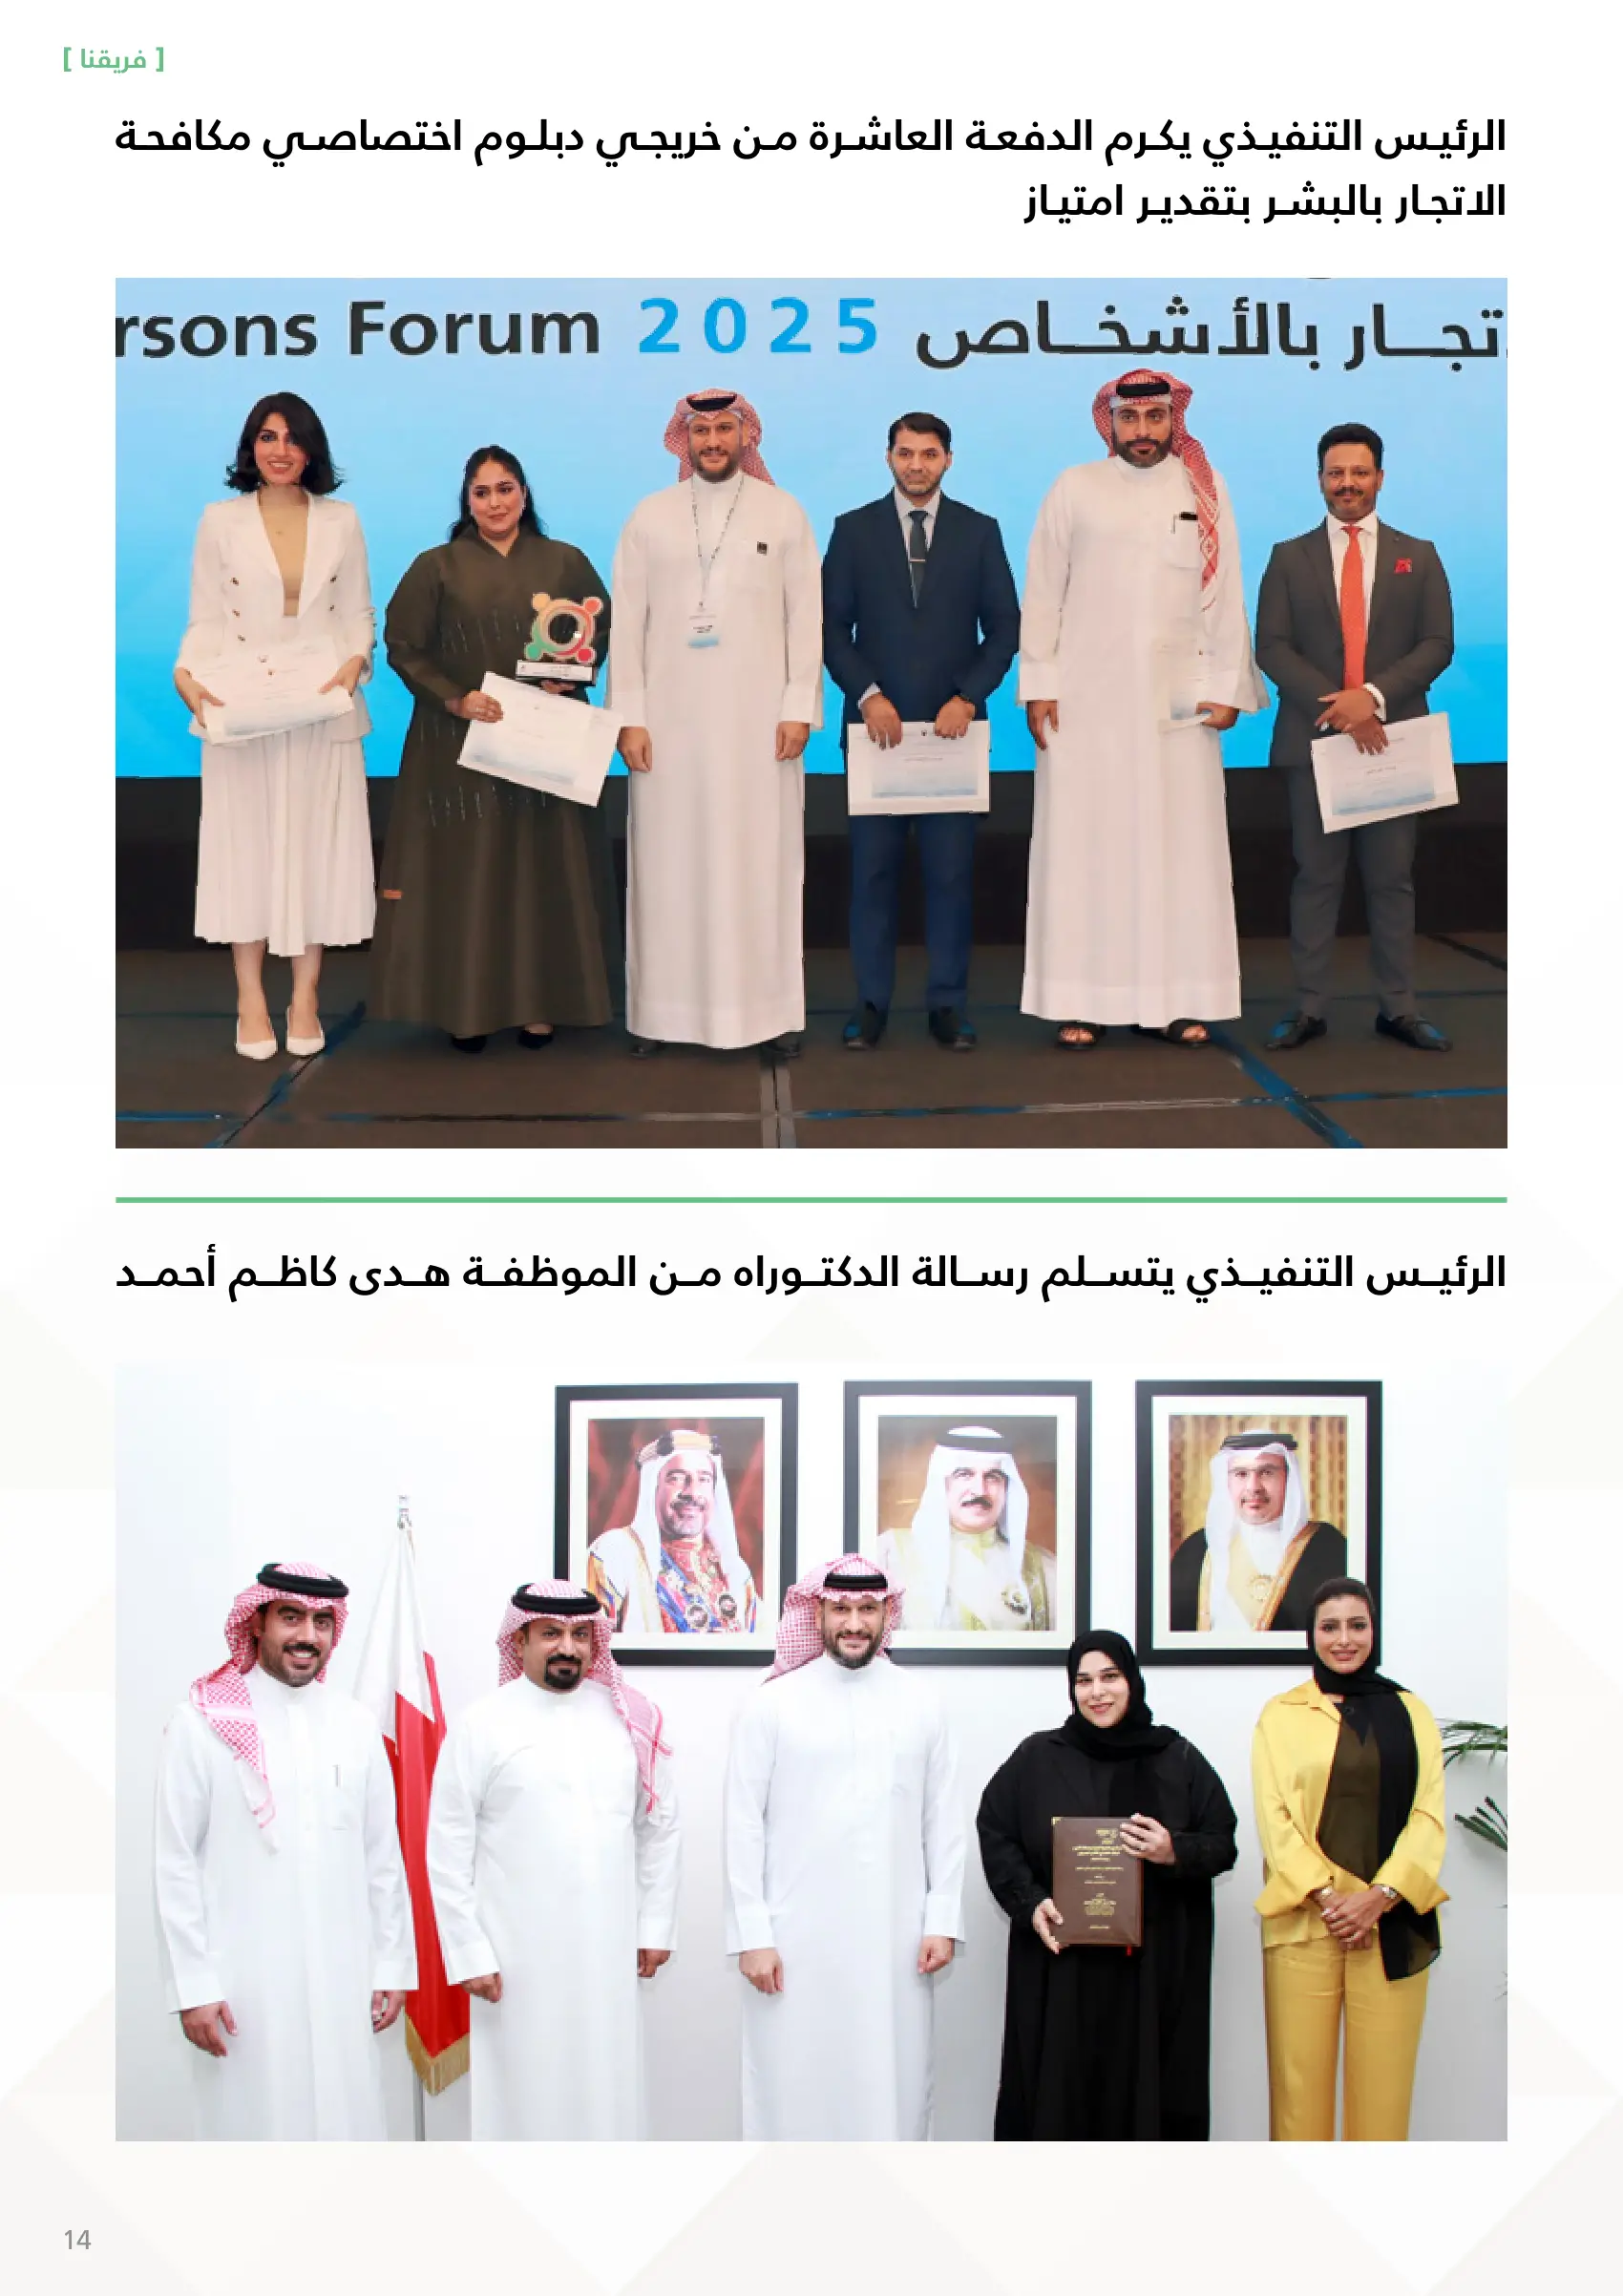 [ فريقنا ]
الرئيس التنفيذي يكرم الدفعة العاشرة من خريجي دبلوم اختصاصي مكافحة
الاتجار بالبشر بتقدير امتياز
rsons Forum 2025 تجار بالأشخاص
الرئيس التنفيذي يتسلم رسالة الدكتوراه من الموظفة هدى كاظم أحمد
14